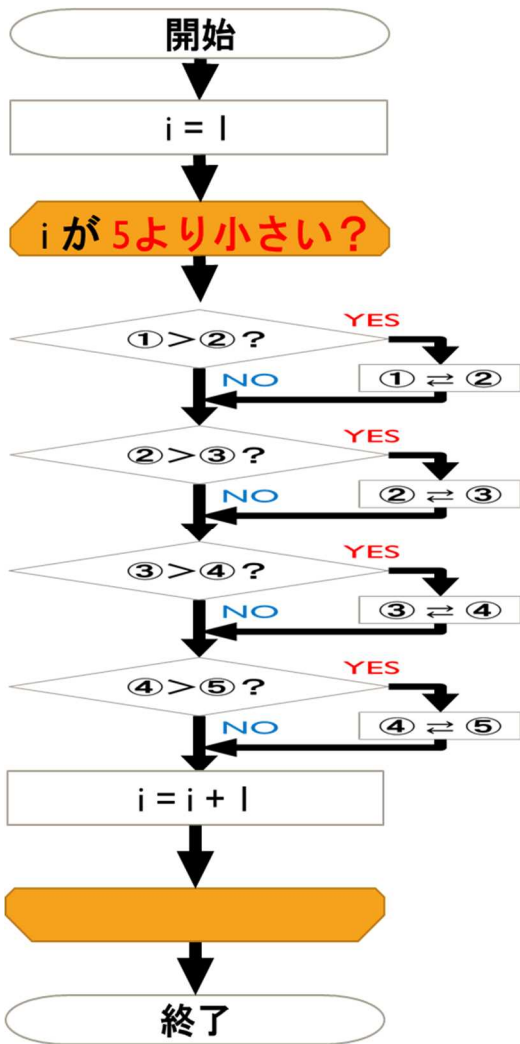 開始
i = 1
i が 5より小さい？
①＞②？
YES
NO
① ⇄ ②
②＞③？
YES
NO
② ⇄ ③
③＞④？
YES
NO
③ ⇄ ④
④＞⑤？
YES
NO
④ ⇄ ⑤
i = i + 1
終了